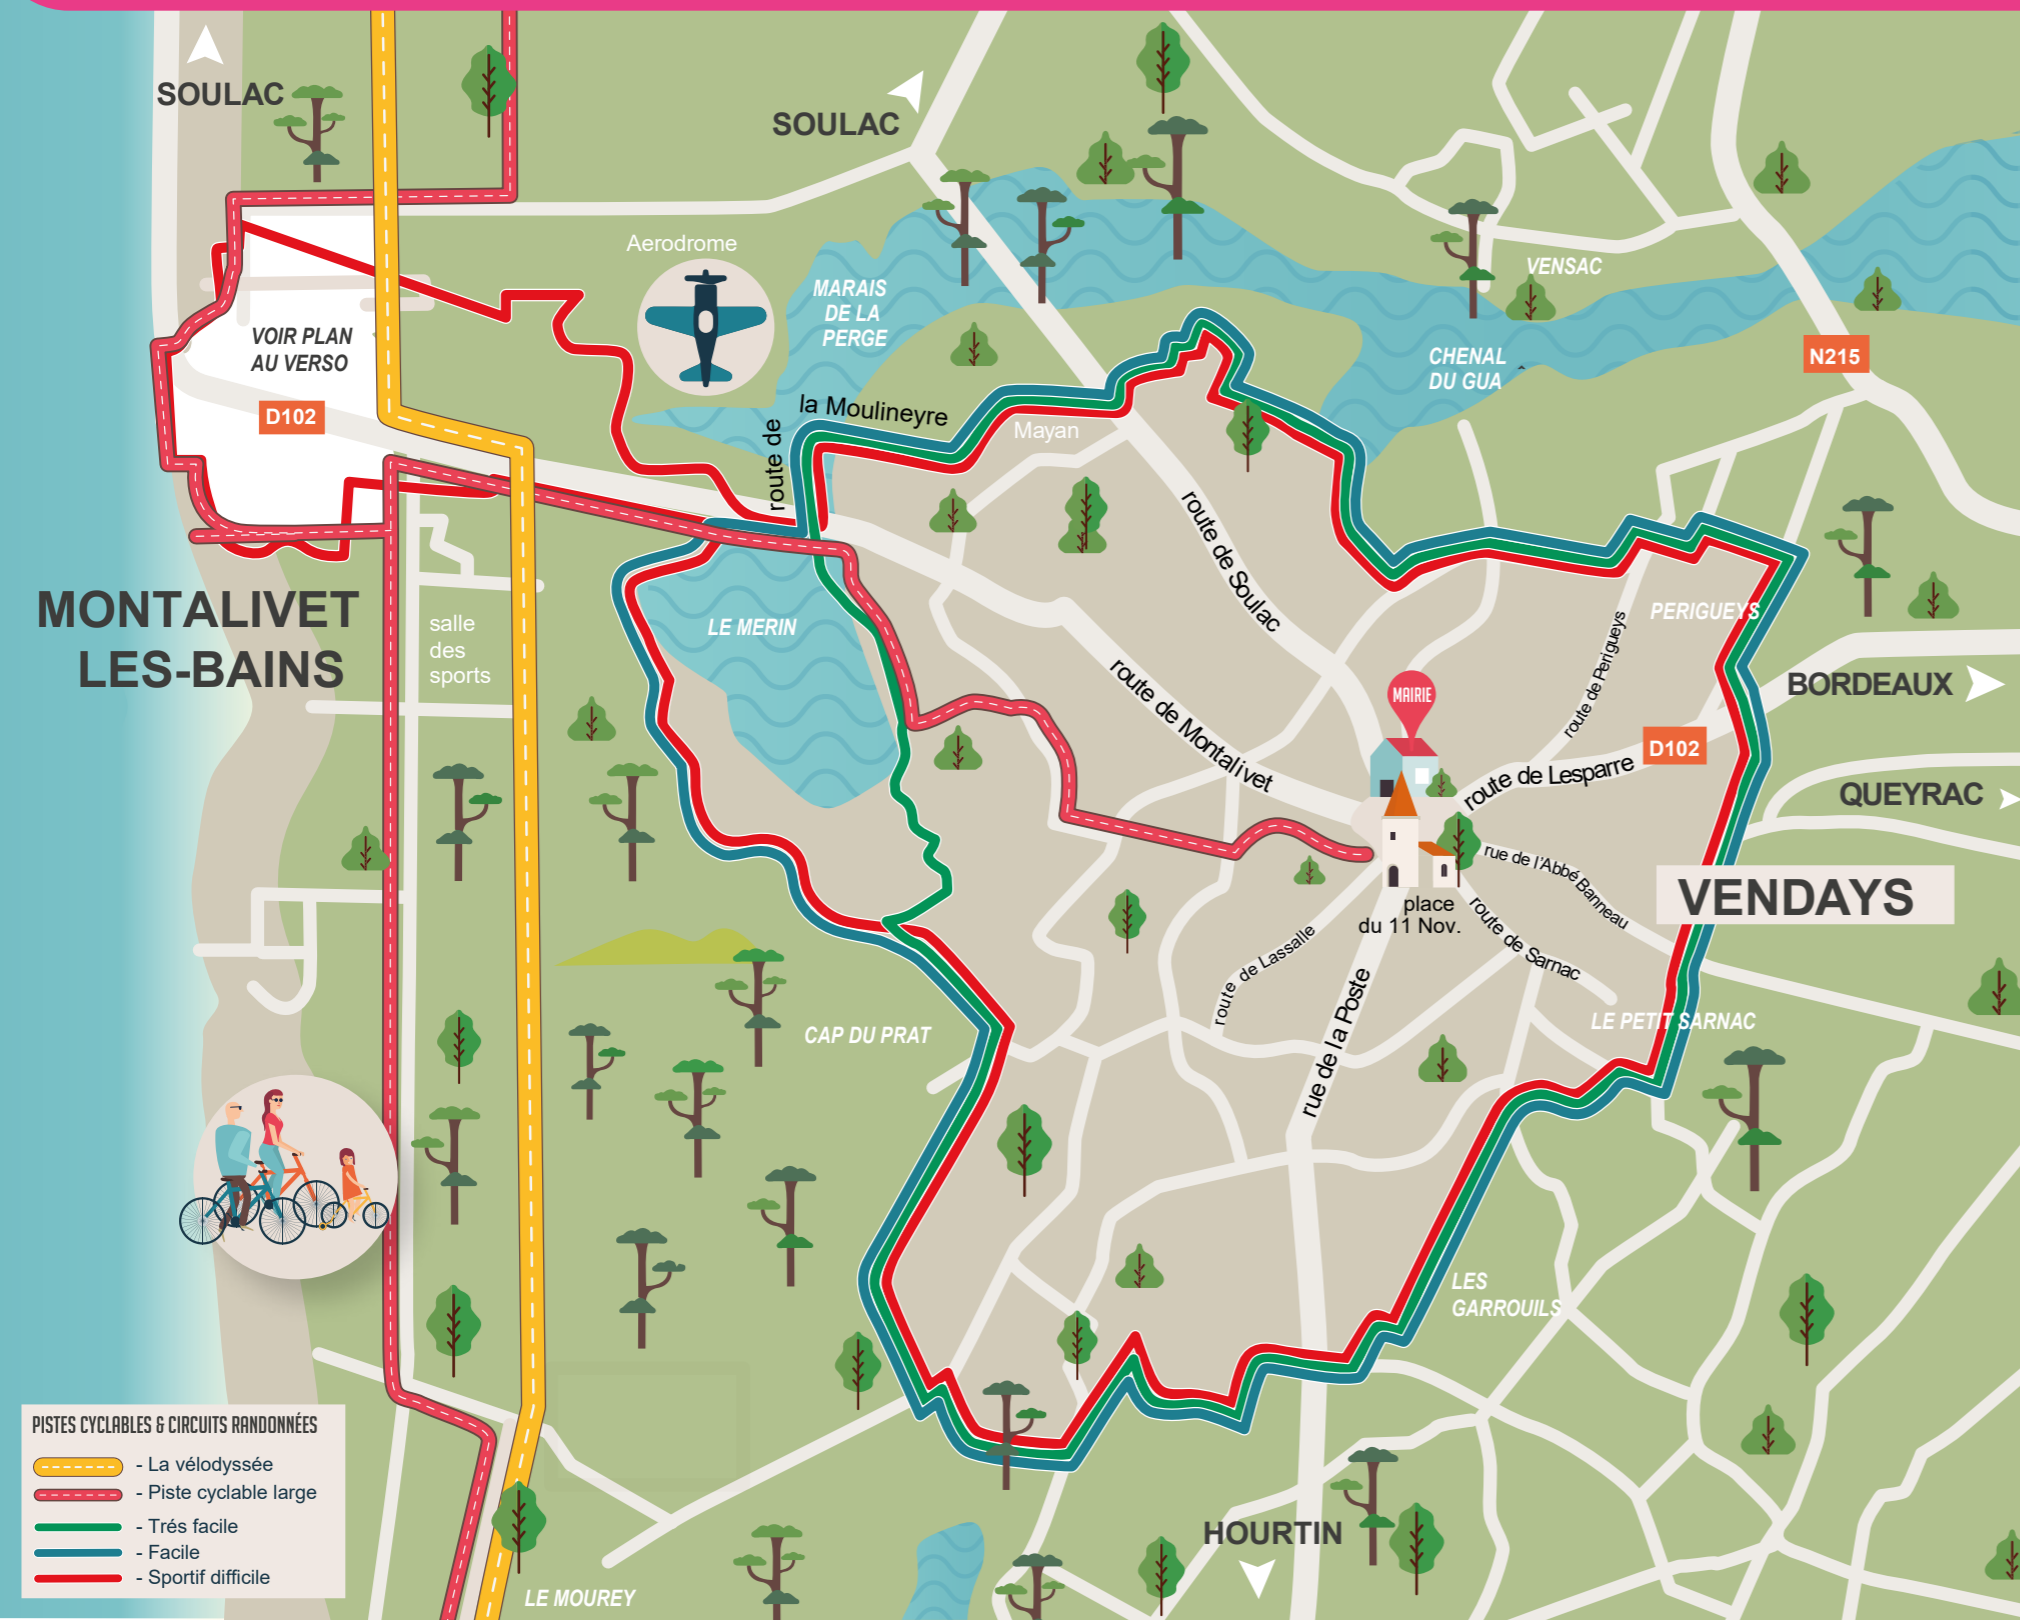 SOULAC
SOULAC
Aerodrome
MARAIS
DE LA
PERGE
VENSAC
VOIR PLAN
AU VERSO
CHENAL
DU GUA
N215
D102
route de
la Moulineyre
Mayan
route de Soulac
MONTALIVET
LES-BAINS
salle
des
sports
LE MERIN
PERIGUEYS
route de Perigueys
BORDEAUX
MAIRIE
route de Montalivet
D102
route de Lesparre
QUEYRAC
rue de l'Abbé Banneau
VENDAYS
place
du 11 Nov.
route de Sarnac
route de Lassalle
rue de la Poste
CAP DU PRAT
LE PETIT SARNAC
LES
GARROUILS
PISTES CYCLABLES & CIRCUITS RANDONNÉES
- La vélodyssée
- Piste cyclable large
- Trés facile
- Facile
- Sportif difficile
HOURTIN
LE MOUREY